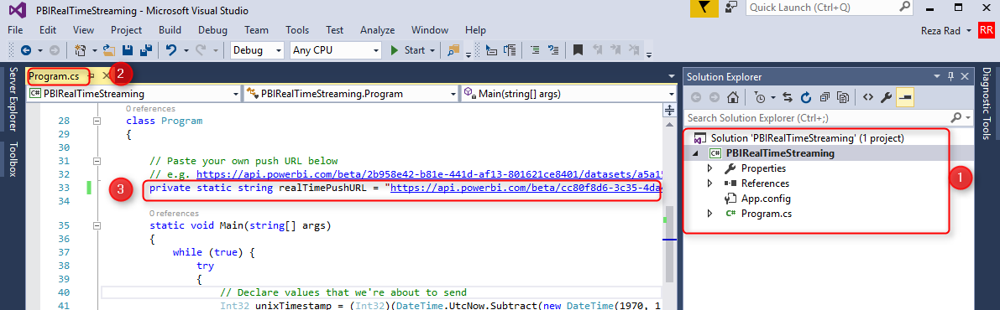 PBIRealTimeStreaming - Microsoft Visual Studio
Quick Launch (Ctrl+Q)
File Edit View Project Build Debug Team Tools Test Analyze Window Help
Reza Rad RR
Debug Any CPU Start
Server Explorer
Toolbox
Program.cs 2
PBIRealTimeStreaming PBIRealTimeStreaming.Program Main(string[] args)
0 references
28 class Program
29 {
30
31 // Paste your own push URL below
32 // e.g. https://api.powerbi.com/beta/2b958e42-b81e-441d-af13-801621ce8401/datasets/a5a15
3
33 private static string realTimePushURL = "https://api.powerbi.com/beta/cc80f8d6-3c35-4da
34
0 references
35 static void Main(string[] args)
36 {
37 while (true) {
38 try
39 {
40 // Declare values that we're about to send
41 Int32 unixTimestamp = (Int32)(DateTime.UtcNow.Subtract(new DateTime(1970, 1
Solution Explorer
Search Solution Explorer (Ctrl+;)
Solution 'PBIRealTimeStreaming' (1 project)
C# PBIRealTimeStreaming
Properties
References
App.config
C# Program.cs
1
Diagnostic Tools